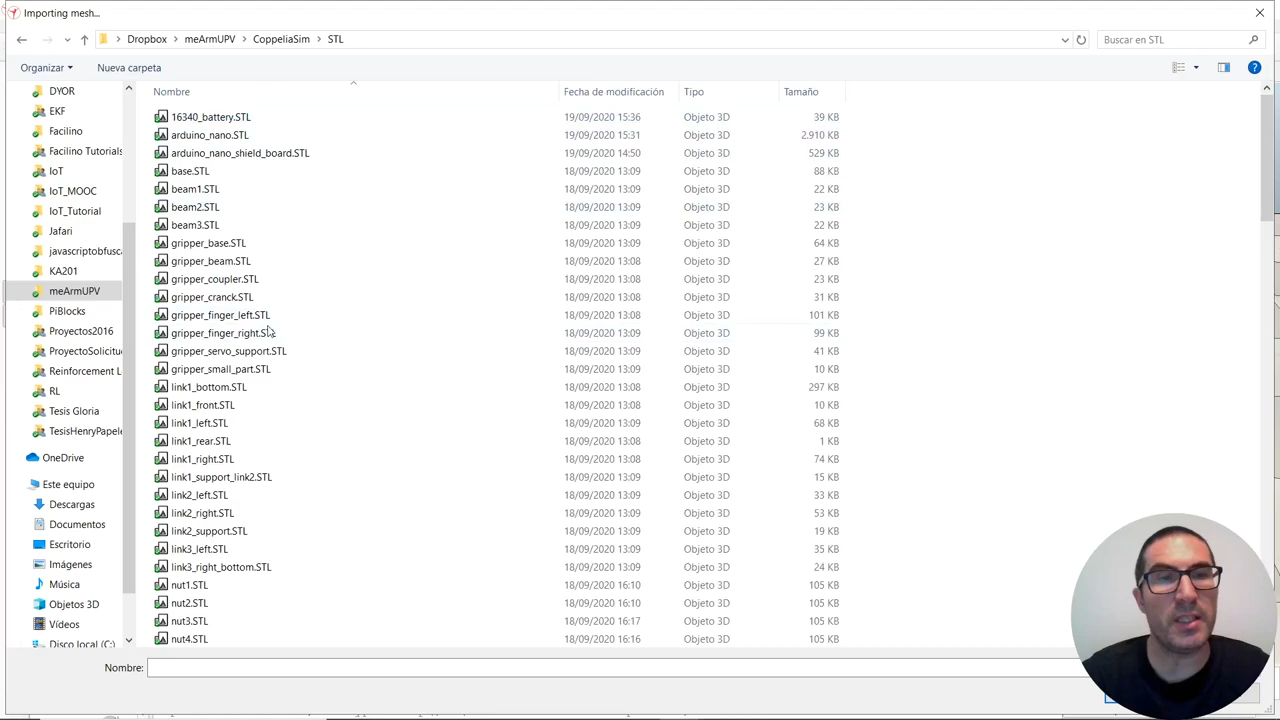 Importing mesh...
Dropbox > meArmUPV > CoppeliaSim > STL
Buscar en STL
Organizar
Nueva carpeta
DYOR
EKF
Facilino
Facilino Tutorials
IoT
IoT_MOOC
IoT_Tutorial
Jafari
javascriptobfusc
KA201
meArmUPV
PiBlocks
Proyectos2016
ProyectoSolicitu
Reinforcement L
RL
Tesis Gloria
TesisHenryPapele
OneDrive
Este equipo
Descargas
Documentos
Escritorio
Imágenes
Música
Objetos 3D
Vídeos
Disco local (C:)
Nombre Fecha de modificación Tipo Tamaño
16340_battery.STL 19/09/2020 15:36 Objeto 3D 39 KB
arduino_nano.STL 19/09/2020 15:31 Objeto 3D 2.910 KB
arduino_nano_shield_board.STL 19/09/2020 14:50 Objeto 3D 529 KB
base.STL 18/09/2020 13:09 Objeto 3D 88 KB
beam1.STL 18/09/2020 13:09 Objeto 3D 22 KB
beam2.STL 18/09/2020 13:09 Objeto 3D 23 KB
beam3.STL 18/09/2020 13:09 Objeto 3D 22 KB
gripper_base.STL 18/09/2020 13:09 Objeto 3D 64 KB
gripper_beam.STL 18/09/2020 13:08 Objeto 3D 27 KB
gripper_coupler.STL 18/09/2020 13:08 Objeto 3D 23 KB
gripper_cranck.STL 18/09/2020 13:08 Objeto 3D 31 KB
gripper_finger_left.STL 18/09/2020 13:08 Objeto 3D 101 KB
gripper_finger_right.STL 18/09/2020 13:09 Objeto 3D 99 KB
gripper_servo_support.STL 18/09/2020 13:09 Objeto 3D 41 KB
gripper_small_part.STL 18/09/2020 13:09 Objeto 3D 10 KB
link1_bottom.STL 18/09/2020 13:08 Objeto 3D 297 KB
link1_front.STL 18/09/2020 13:08 Objeto 3D 10 KB
link1_left.STL 18/09/2020 13:09 Objeto 3D 68 KB
link1_rear.STL 18/09/2020 13:08 Objeto 3D 1 KB
link1_right.STL 18/09/2020 13:08 Objeto 3D 74 KB
link1_support_link2.STL 18/09/2020 13:09 Objeto 3D 15 KB
link2_left.STL 18/09/2020 13:09 Objeto 3D 33 KB
link2_right.STL 18/09/2020 13:09 Objeto 3D 53 KB
link2_support.STL 18/09/2020 13:09 Objeto 3D 19 KB
link3_left.STL 18/09/2020 13:09 Objeto 3D 35 KB
link3_right_bottom.STL 18/09/2020 13:09 Objeto 3D 24 KB
nut1.STL 18/09/2020 16:10 Objeto 3D 105 KB
nut2.STL 18/09/2020 16:10 Objeto 3D 105 KB
nut3.STL 18/09/2020 16:17 Objeto 3D 105 KB
nut4.STL 18/09/2020 16:16 Objeto 3D 105 KB
Nombre: